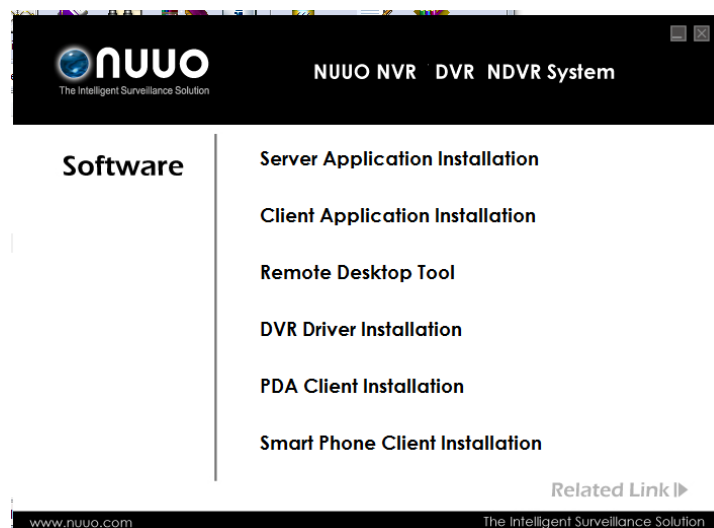 nuuo
The Intelligent Surveillance Solution
NUUO NVR DVR NDVR System
Software
Server Application Installation
Client Application Installation
Remote Desktop Tool
DVR Driver Installation
PDA Client Installation
Smart Phone Client Installation
Related Link
www.nuuo.com
The Intelligent Surveillance Solution